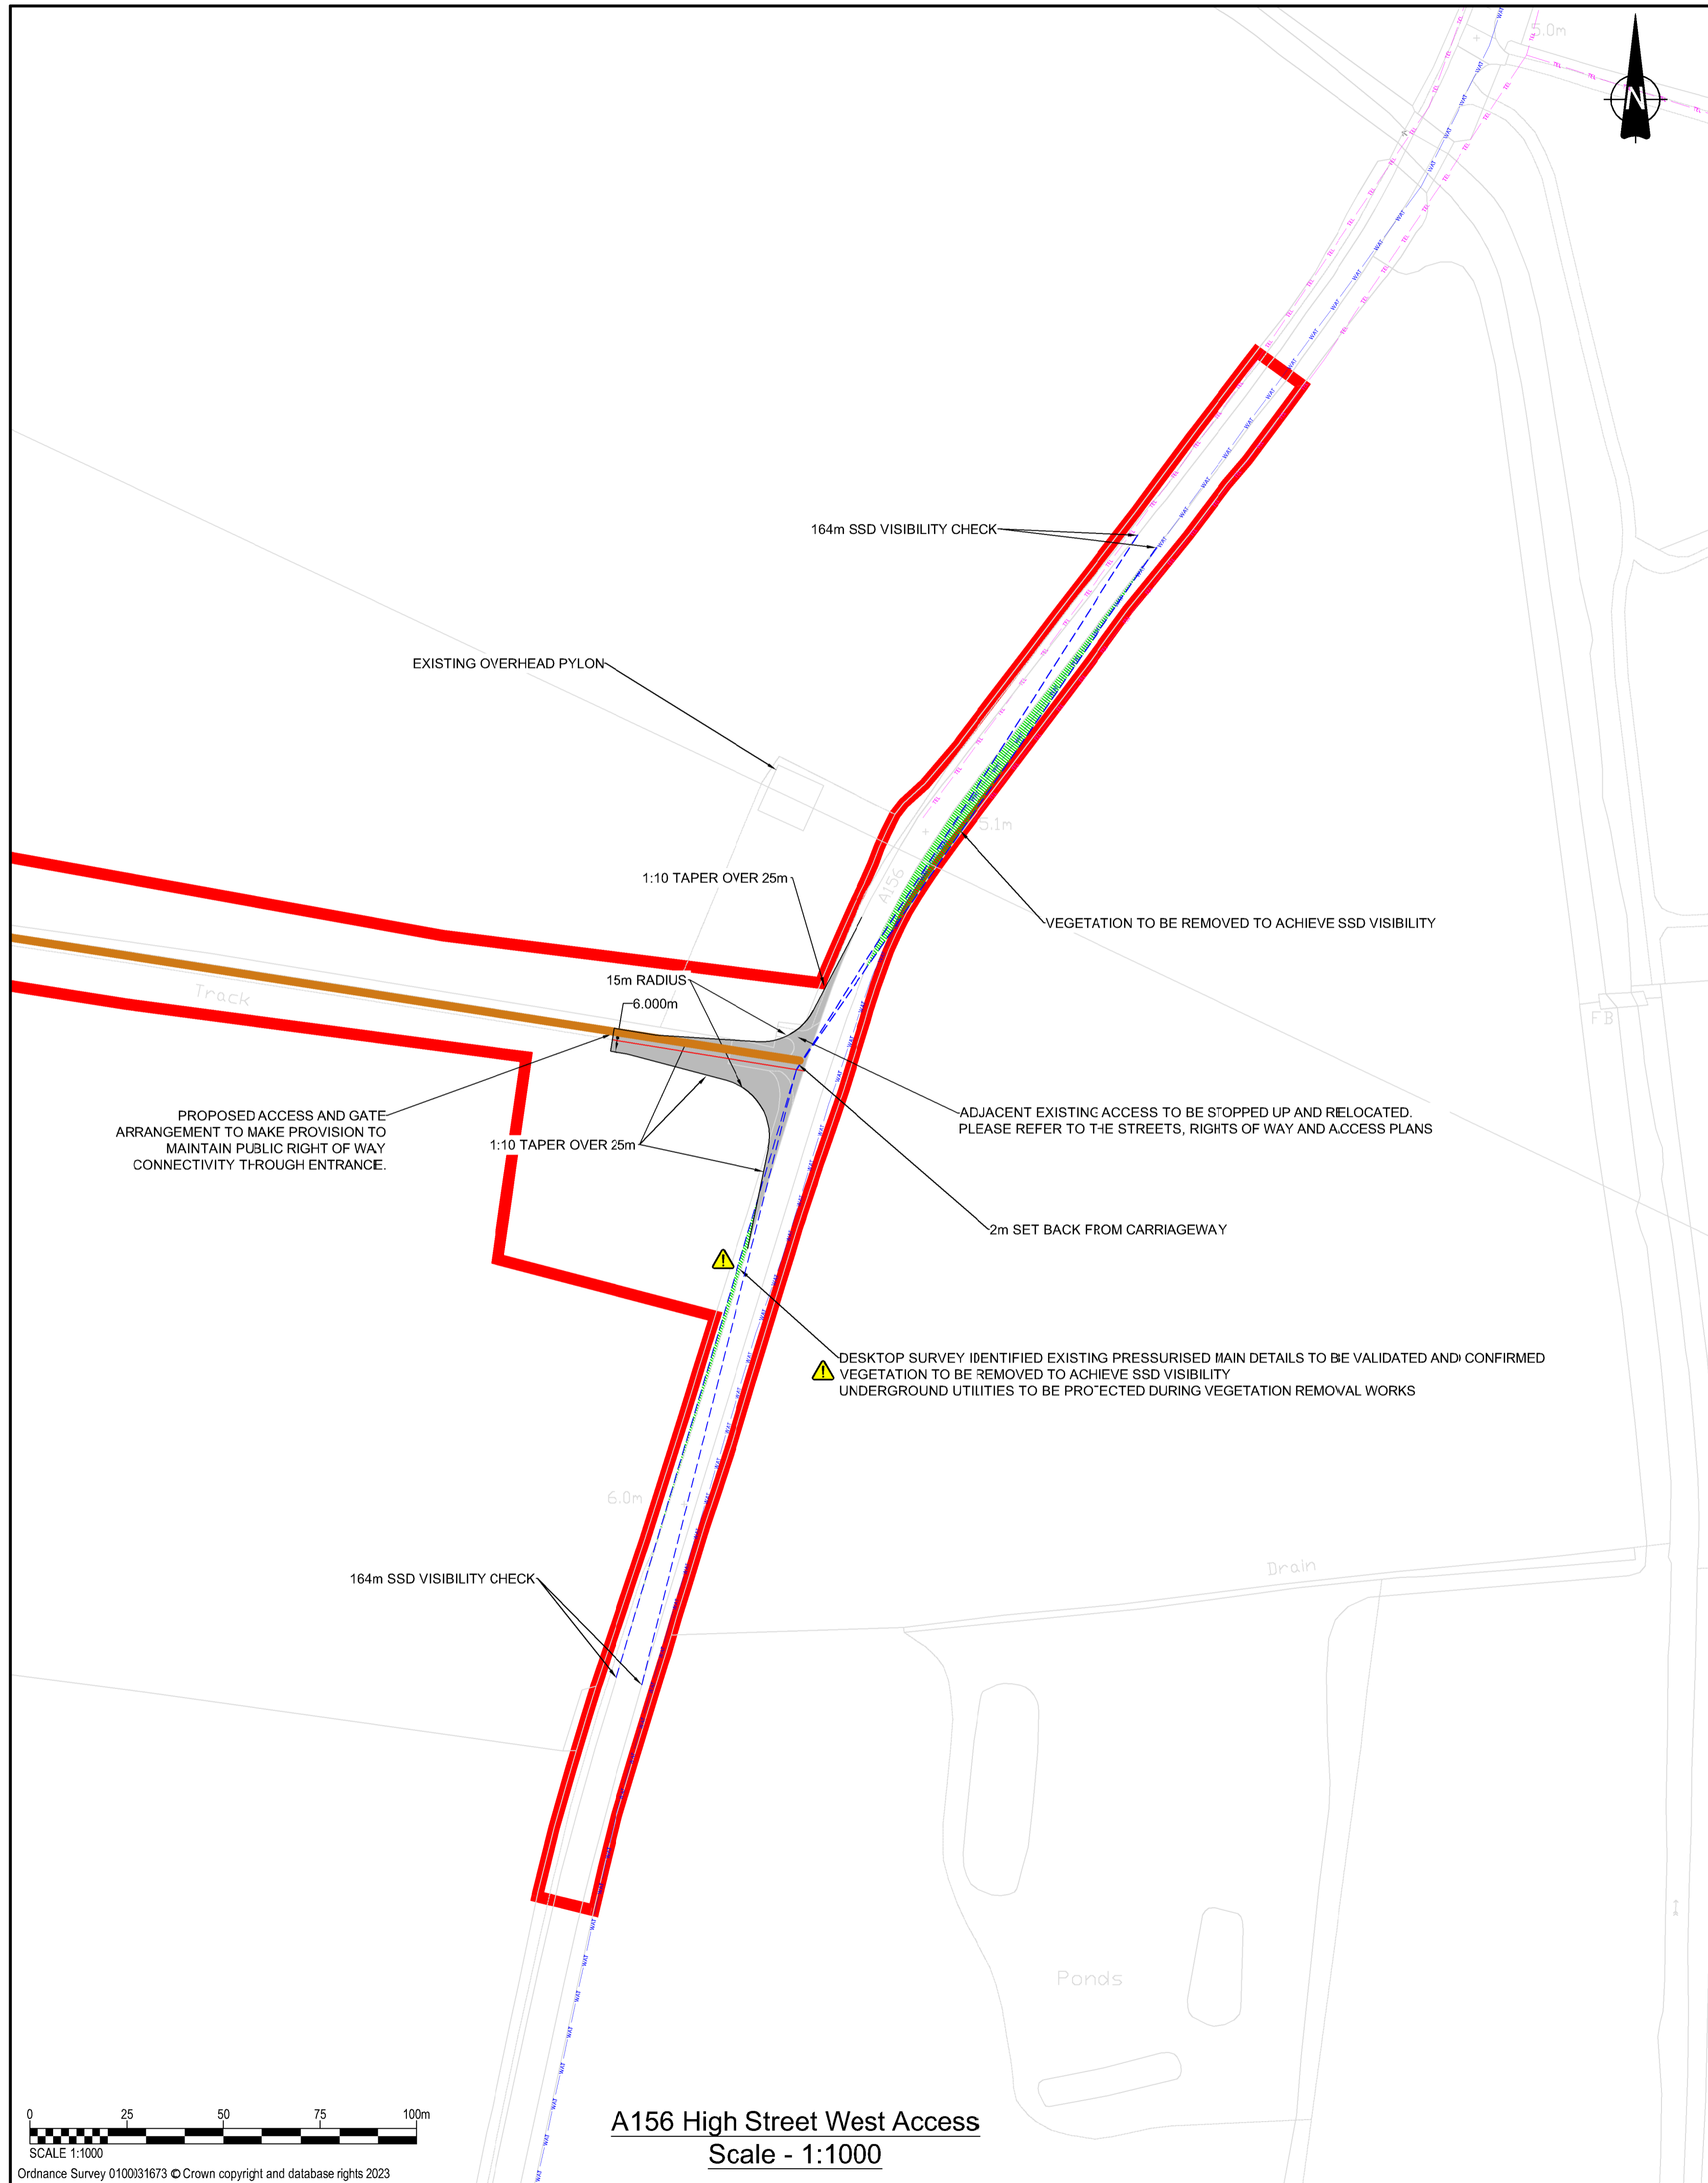 5.0m
N
164m SSD VISIBILITY CHECK
EXISTING OVERHEAD PYLON
5.1m
A156
1:10 TAPER OVER 25m
VEGETATION TO BE REMOVED TO ACHIEVE SSD VISIBILITY
15m RADIUS
Track
6.000m
FB
PROPOSED ACCESS AND GATE
ARRANGEMENT TO MAKE PROVISION TO
MAINTAIN PUBLIC RIGHT OF WAY
CONNECTIVITY THROUGH ENTRANCE.
ADJACENT EXISTING ACCESS TO BE STOPPED UP AND RELOCATED.
PLEASE REFER TO THE STREETS, RIGHTS OF WAY AND ACCESS PLANS
1:10 TAPER OVER 25m
2m SET BACK FROM CARRIAGEWAY
DESKTOP SURVEY IDENTIFIED EXISTING PRESSURISED MAIN DETAILS TO BE VALIDATED AND CONFIRMED
VEGETATION TO BE REMOVED TO ACHIEVE SSD VISIBILITY
UNDERGROUND UTILITIES TO BE PROTECTED DURING VEGETATION REMOVAL WORKS
6.0m
164m SSD VISIBILITY CHECK
Drain
Ponds
0 25 50 75 100m
SCALE 1:1000
A156 High Street West Access
Scale - 1:1000
Ordnance Survey 0100031673 © Crown copyright and database rights 2023